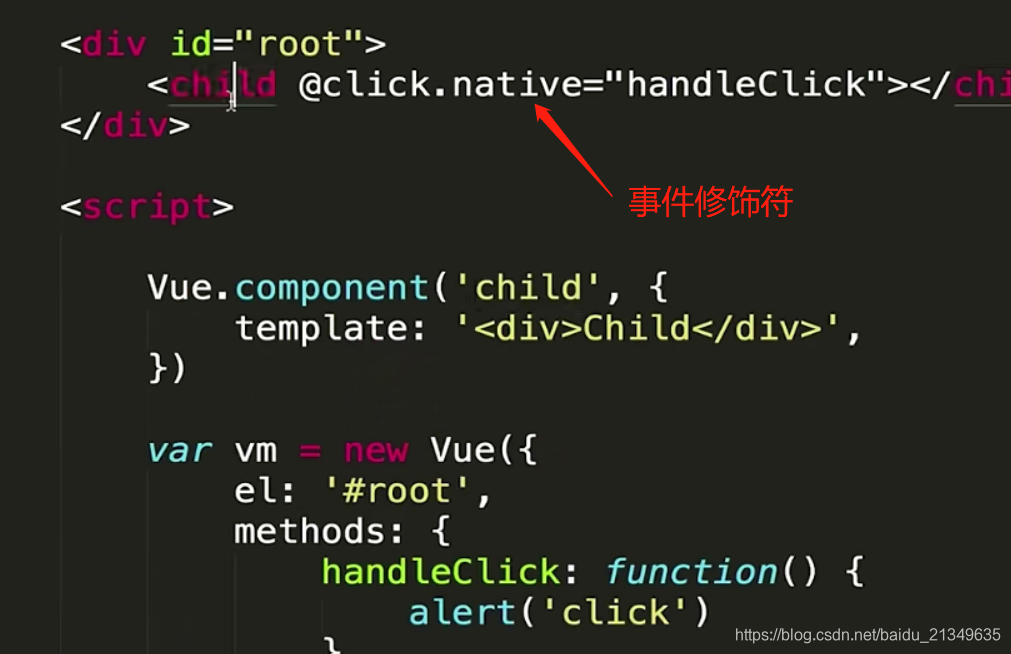 <div id="root">
<child @click.native="handleClick"></chi
</div>
事件修饰符
<script>
Vue.component('child', {
template: '<div>Child</div>',
})
var vm = new Vue({
el: '#root',
methods: {
handleClick: function() {
alert('click')
}
https://blog.csdn.net/baidu_21349635